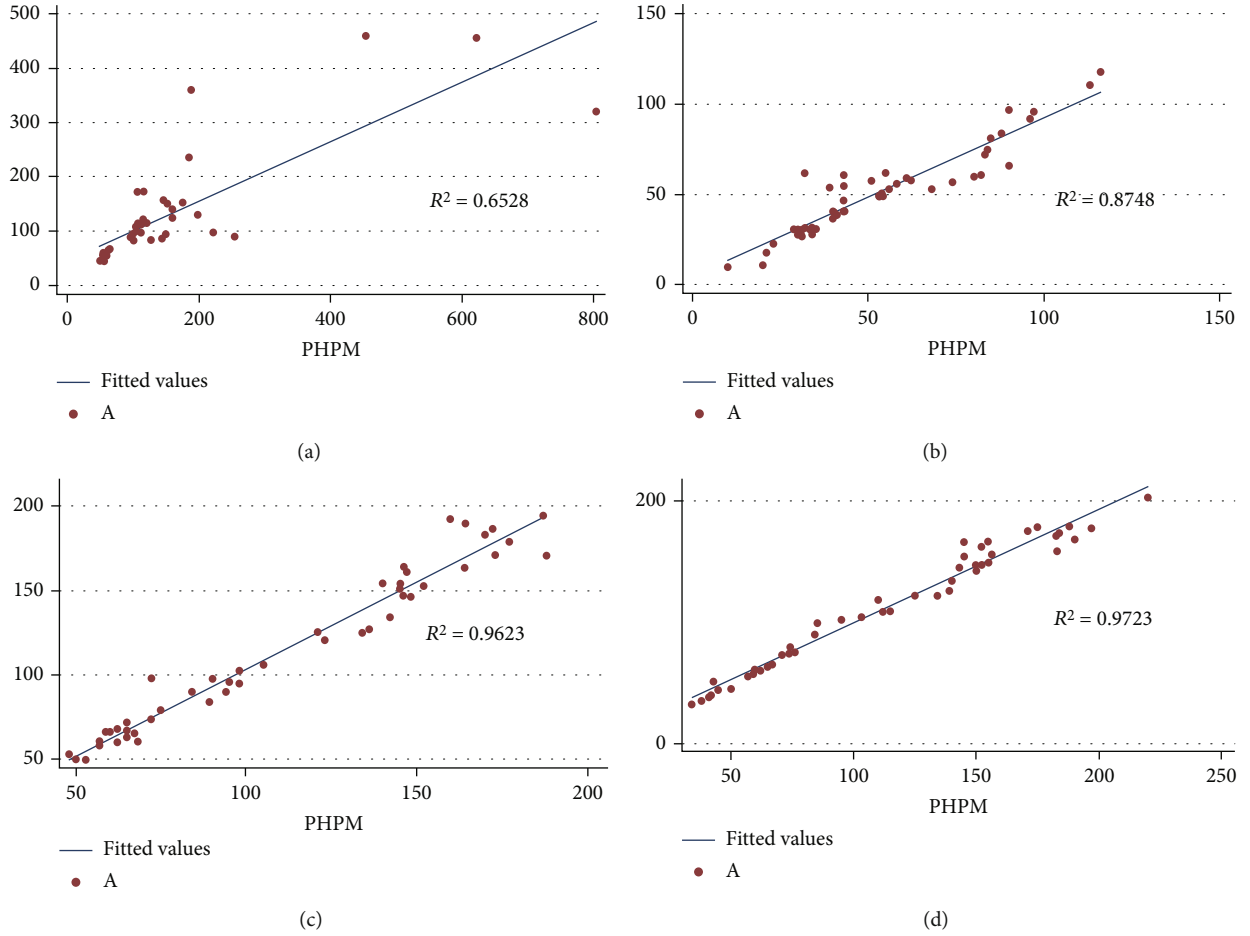 500
400
300
200
100
0
R² = 0.6528
0 200 400 600 800
PHPM
Fitted values
A
(a)
150
100
50
0
R² = 0.8748
0 50 100 150
PHPM
Fitted values
A
(b)
200
150
100
50
R² = 0.9623
50 100 150 200
PHPM
Fitted values
A
(c)
200
0
R² = 0.9723
50 100 150 200 250
PHPM
Fitted values
A
(d)